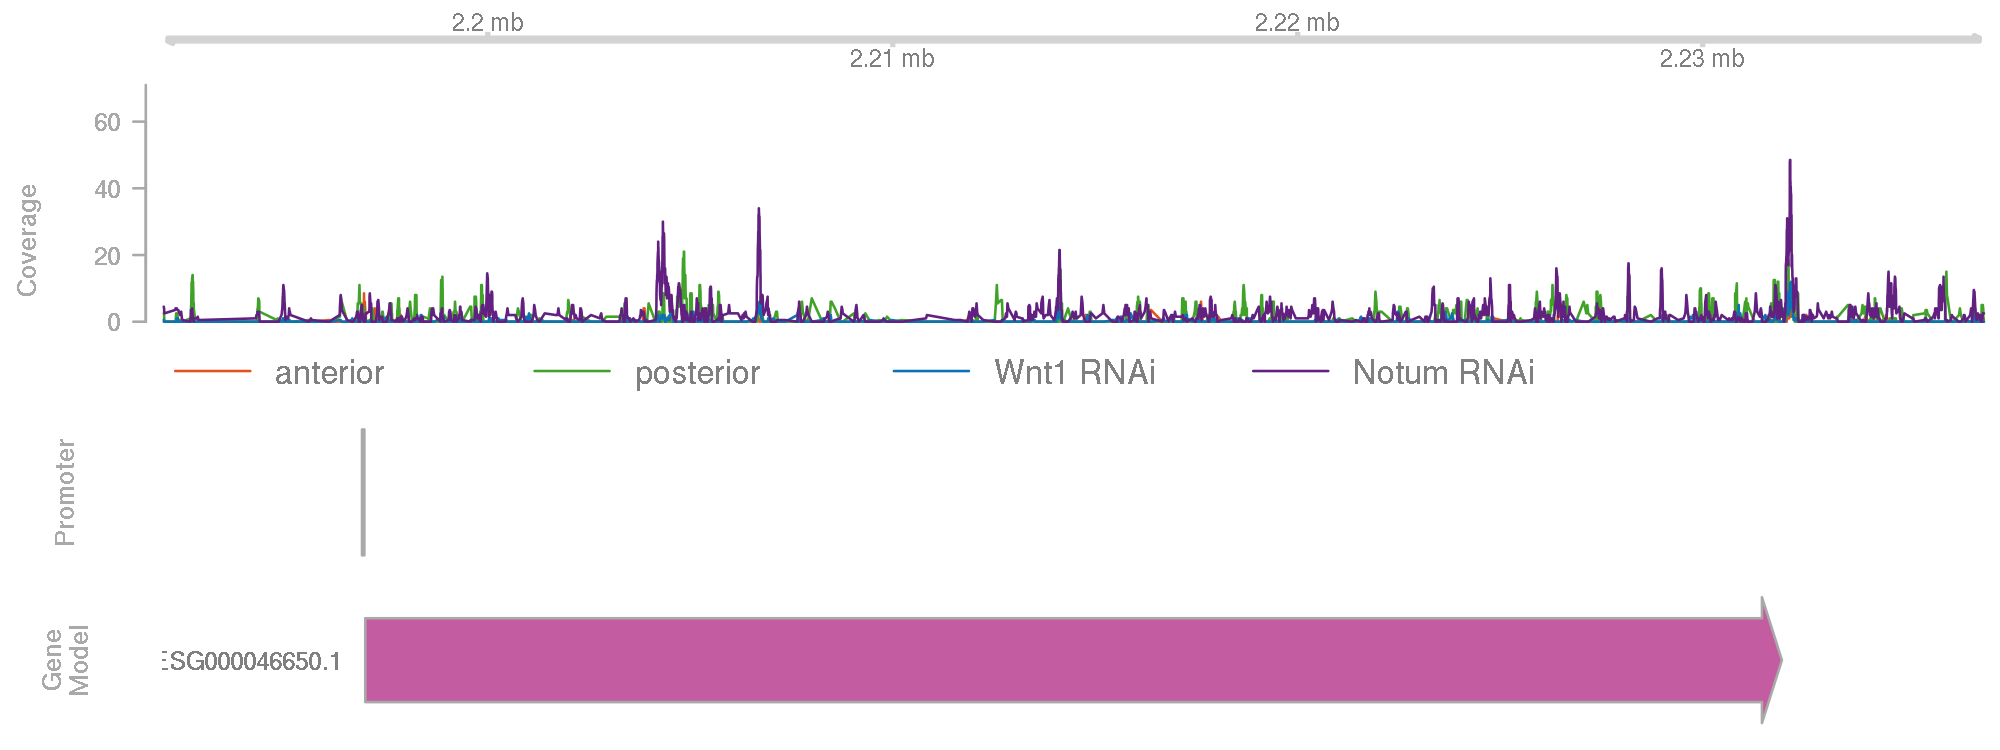 2.2 mb
2.22 mb
2.21 mb
2.23 mb
Coverage
60
40
20
0
anterior posterior Wnt1 RNAi Notum RNAi
Promoter
Gene
Model
ESG000046650.1